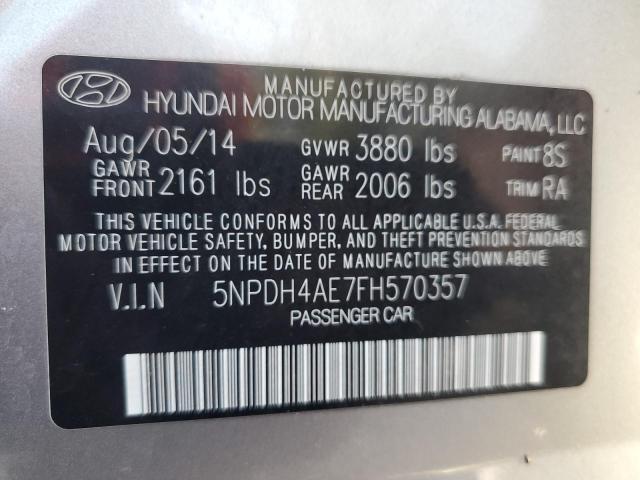 MANUFACTURED BY
HYUNDAI MOTOR MANUFACTURING ALABAMA, LLC
Aug/05/14 GVWR 3880 lbs PAINT 8S
GAWR FRONT 2161 lbs GAWR REAR 2006 lbs TRIM RA
THIS VEHICLE CONFORMS TO ALL APPLICABLE U.S.A. FEDERAL
MOTOR VEHICLE SAFETY, BUMPER, AND THEFT PREVENTION STANDARDS
IN EFFECT ON THE DATE OF MANUFACTURE SHOWN ABOVE.
V.I.N 5NPDH4AE7FH570357
PASSENGER CAR